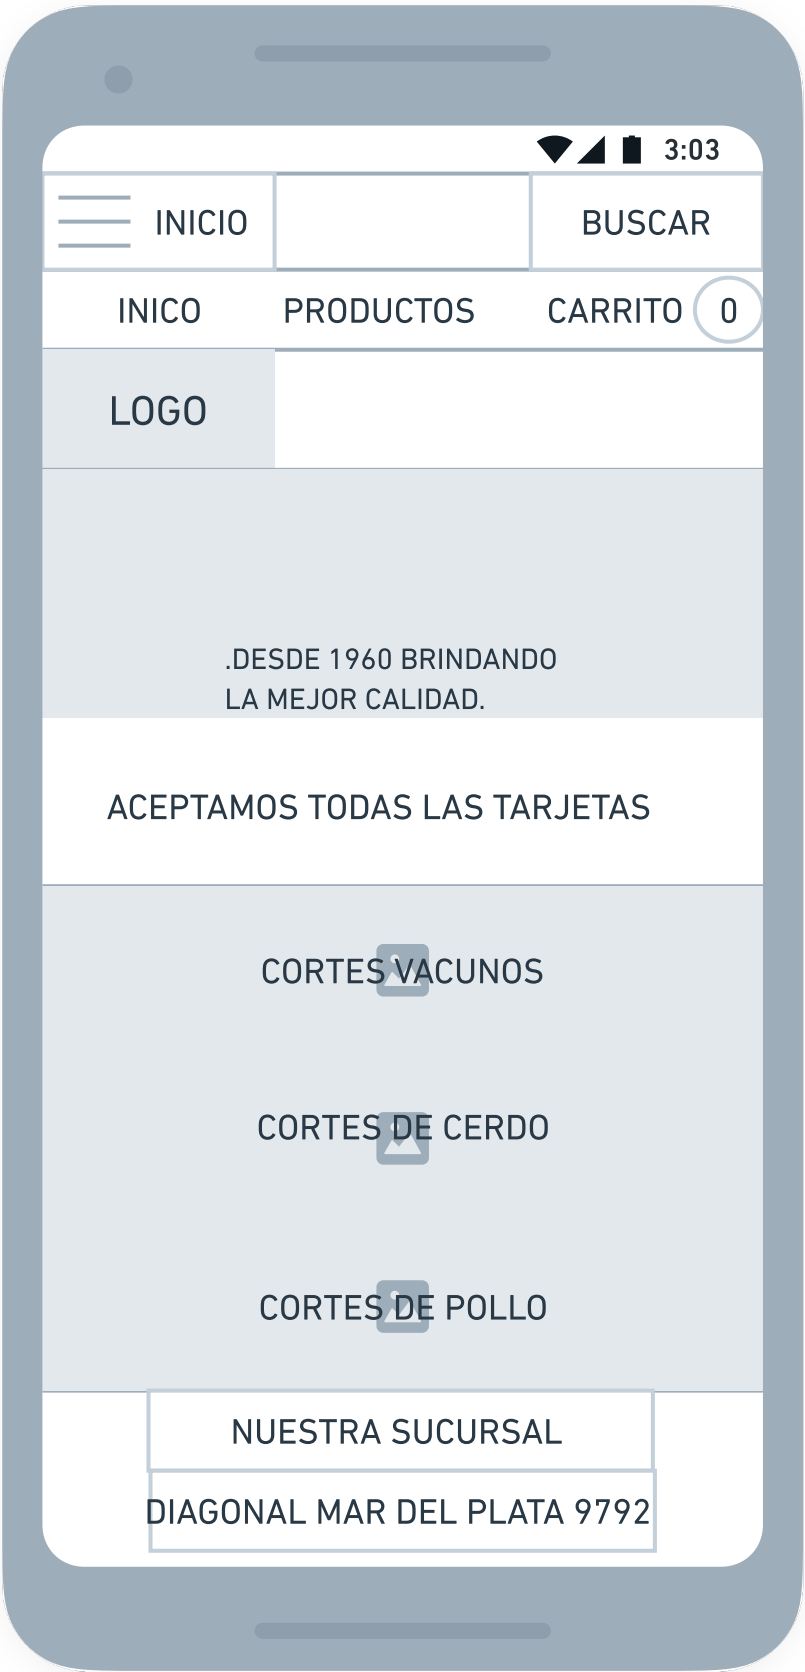 3:03
INICIO
BUSCAR
INICO PRODUCTOS CARRITO 0
LOGO
.DESDE 1960 BRINDANDO
LA MEJOR CALIDAD.
ACEPTAMOS TODAS LAS TARJETAS
CORTES VACUNOS
CORTES DE CERDO
CORTES DE POLLO
NUESTRA SUCURSAL
DIAGONAL MAR DEL PLATA 9792